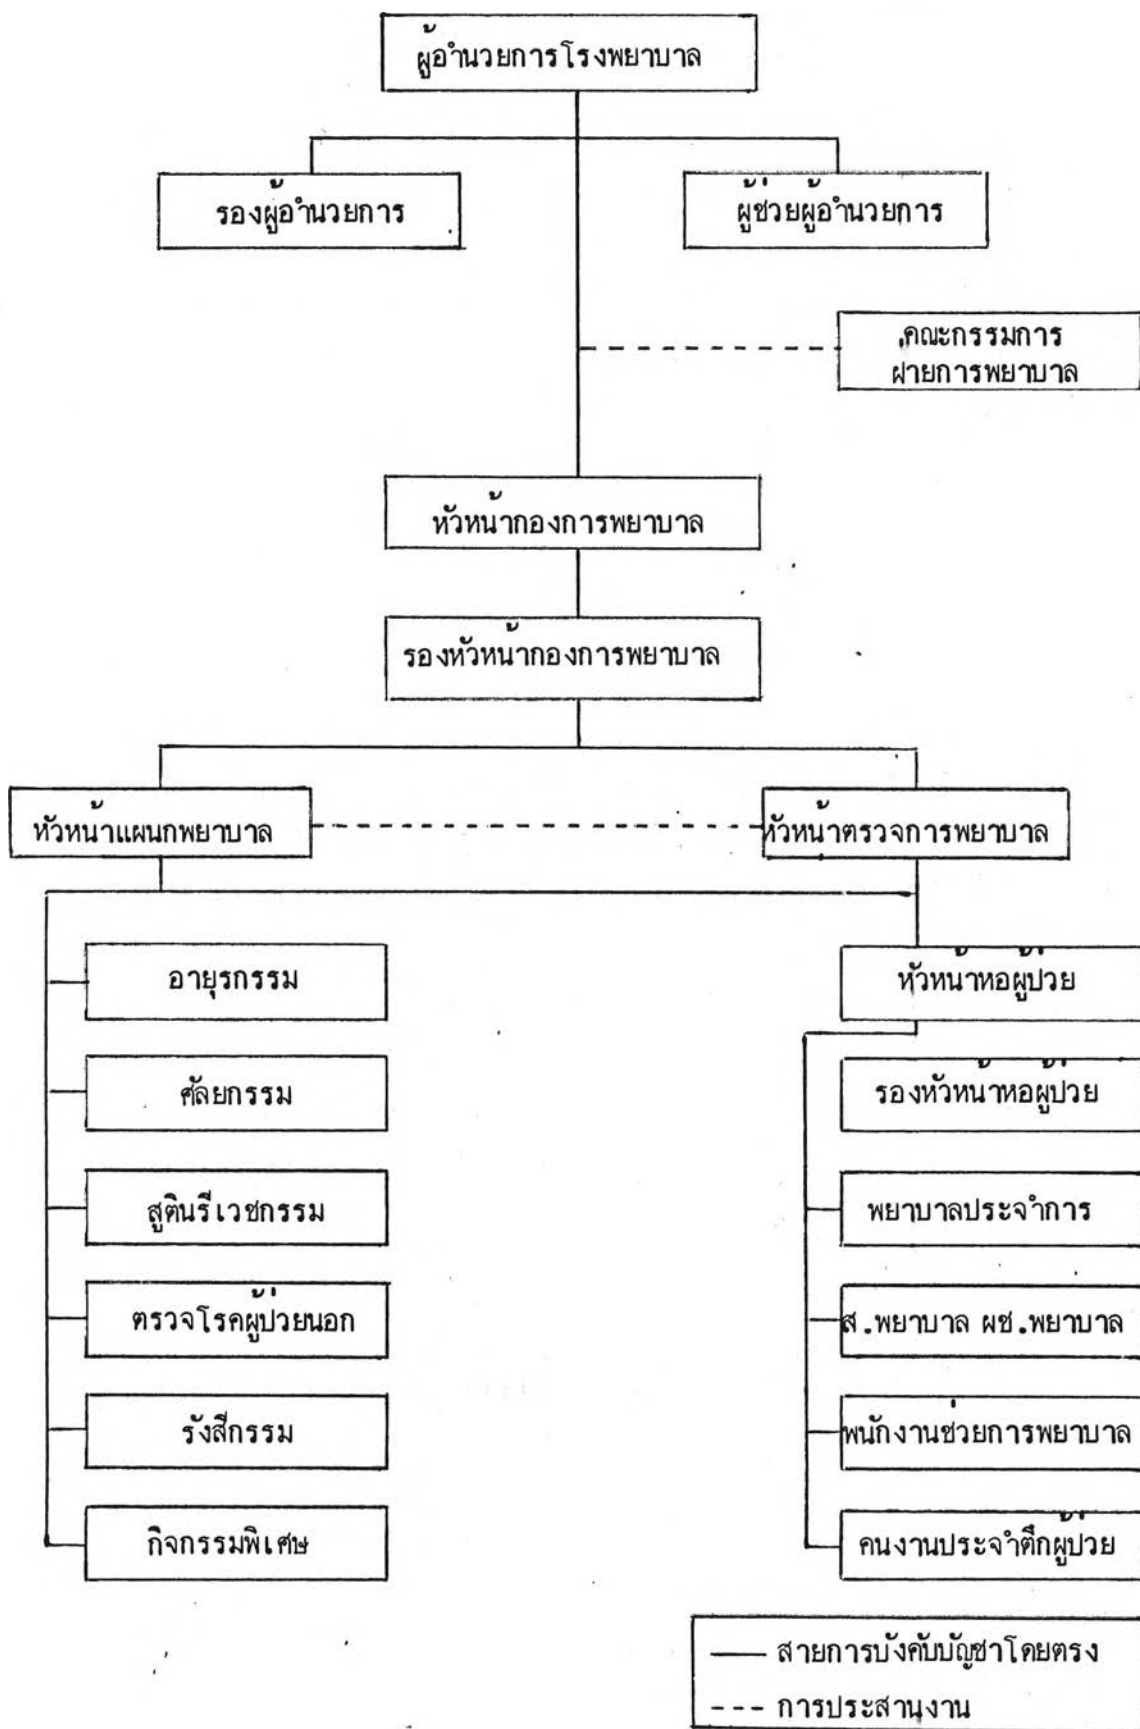 ผู้อำนวยการโรงพยาบาล
รองผู้อำนวยการ
ผู้ช่วยผู้อำนวยการ
คณะกรรมการ
ฝ่ายการพยาบาล
หัวหน้ากองการพยาบาล
รองหัวหน้ากองการพยาบาล
หัวหน้าแผนกพยาบาล
หัวหน้าตรวจการพยาบาล
อายุรกรรม
ศัลยกรรม
สูตินรีเวชกรรม
ตรวจโรคผู้ป่วยนอก
รังสีกรรม
กิจกรรมพิเศษ
หัวหน้าหอผู้ป่วย
รองหัวหน้าหอผู้ป่วย
พยาบาลประจำการ
ส.พยาบาล ผช.พยาบาล
พนักงานช่วยการพยาบาล
คนงานประจำตึกผู้ป่วย
สายการบังคับบัญชาโดยตรง
การประสานงาน